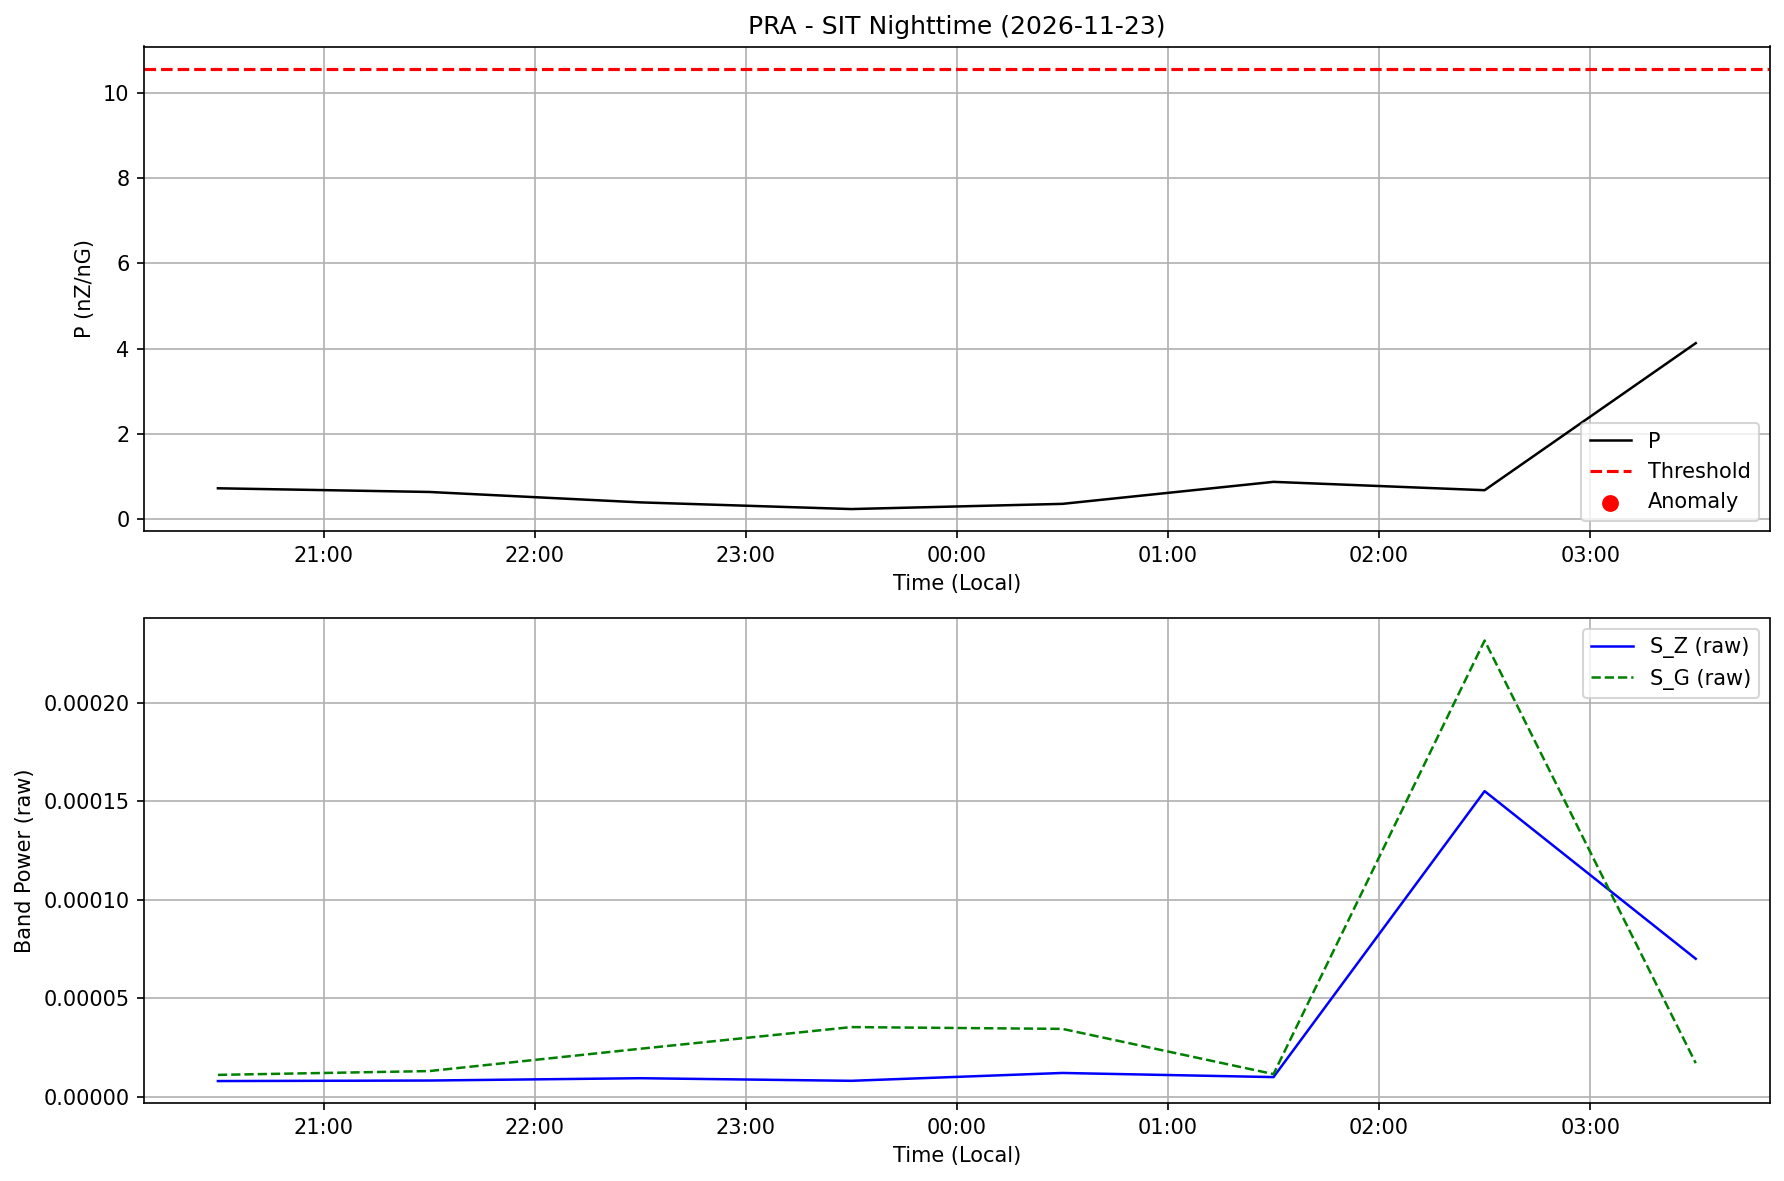 PRA - SIT Nighttime (2026-11-23)
P (nZ/nG)
10
8
6
4
2
0
P
Threshold
Anomaly
21:00 22:00 23:00 00:00 01:00 02:00 03:00
Time (Local)
Band Power (raw)
0.00020
0.00015
0.00010
0.00005
0.00000
S_Z (raw)
S_G (raw)
21:00 22:00 23:00 00:00 01:00 02:00 03:00
Time (Local)